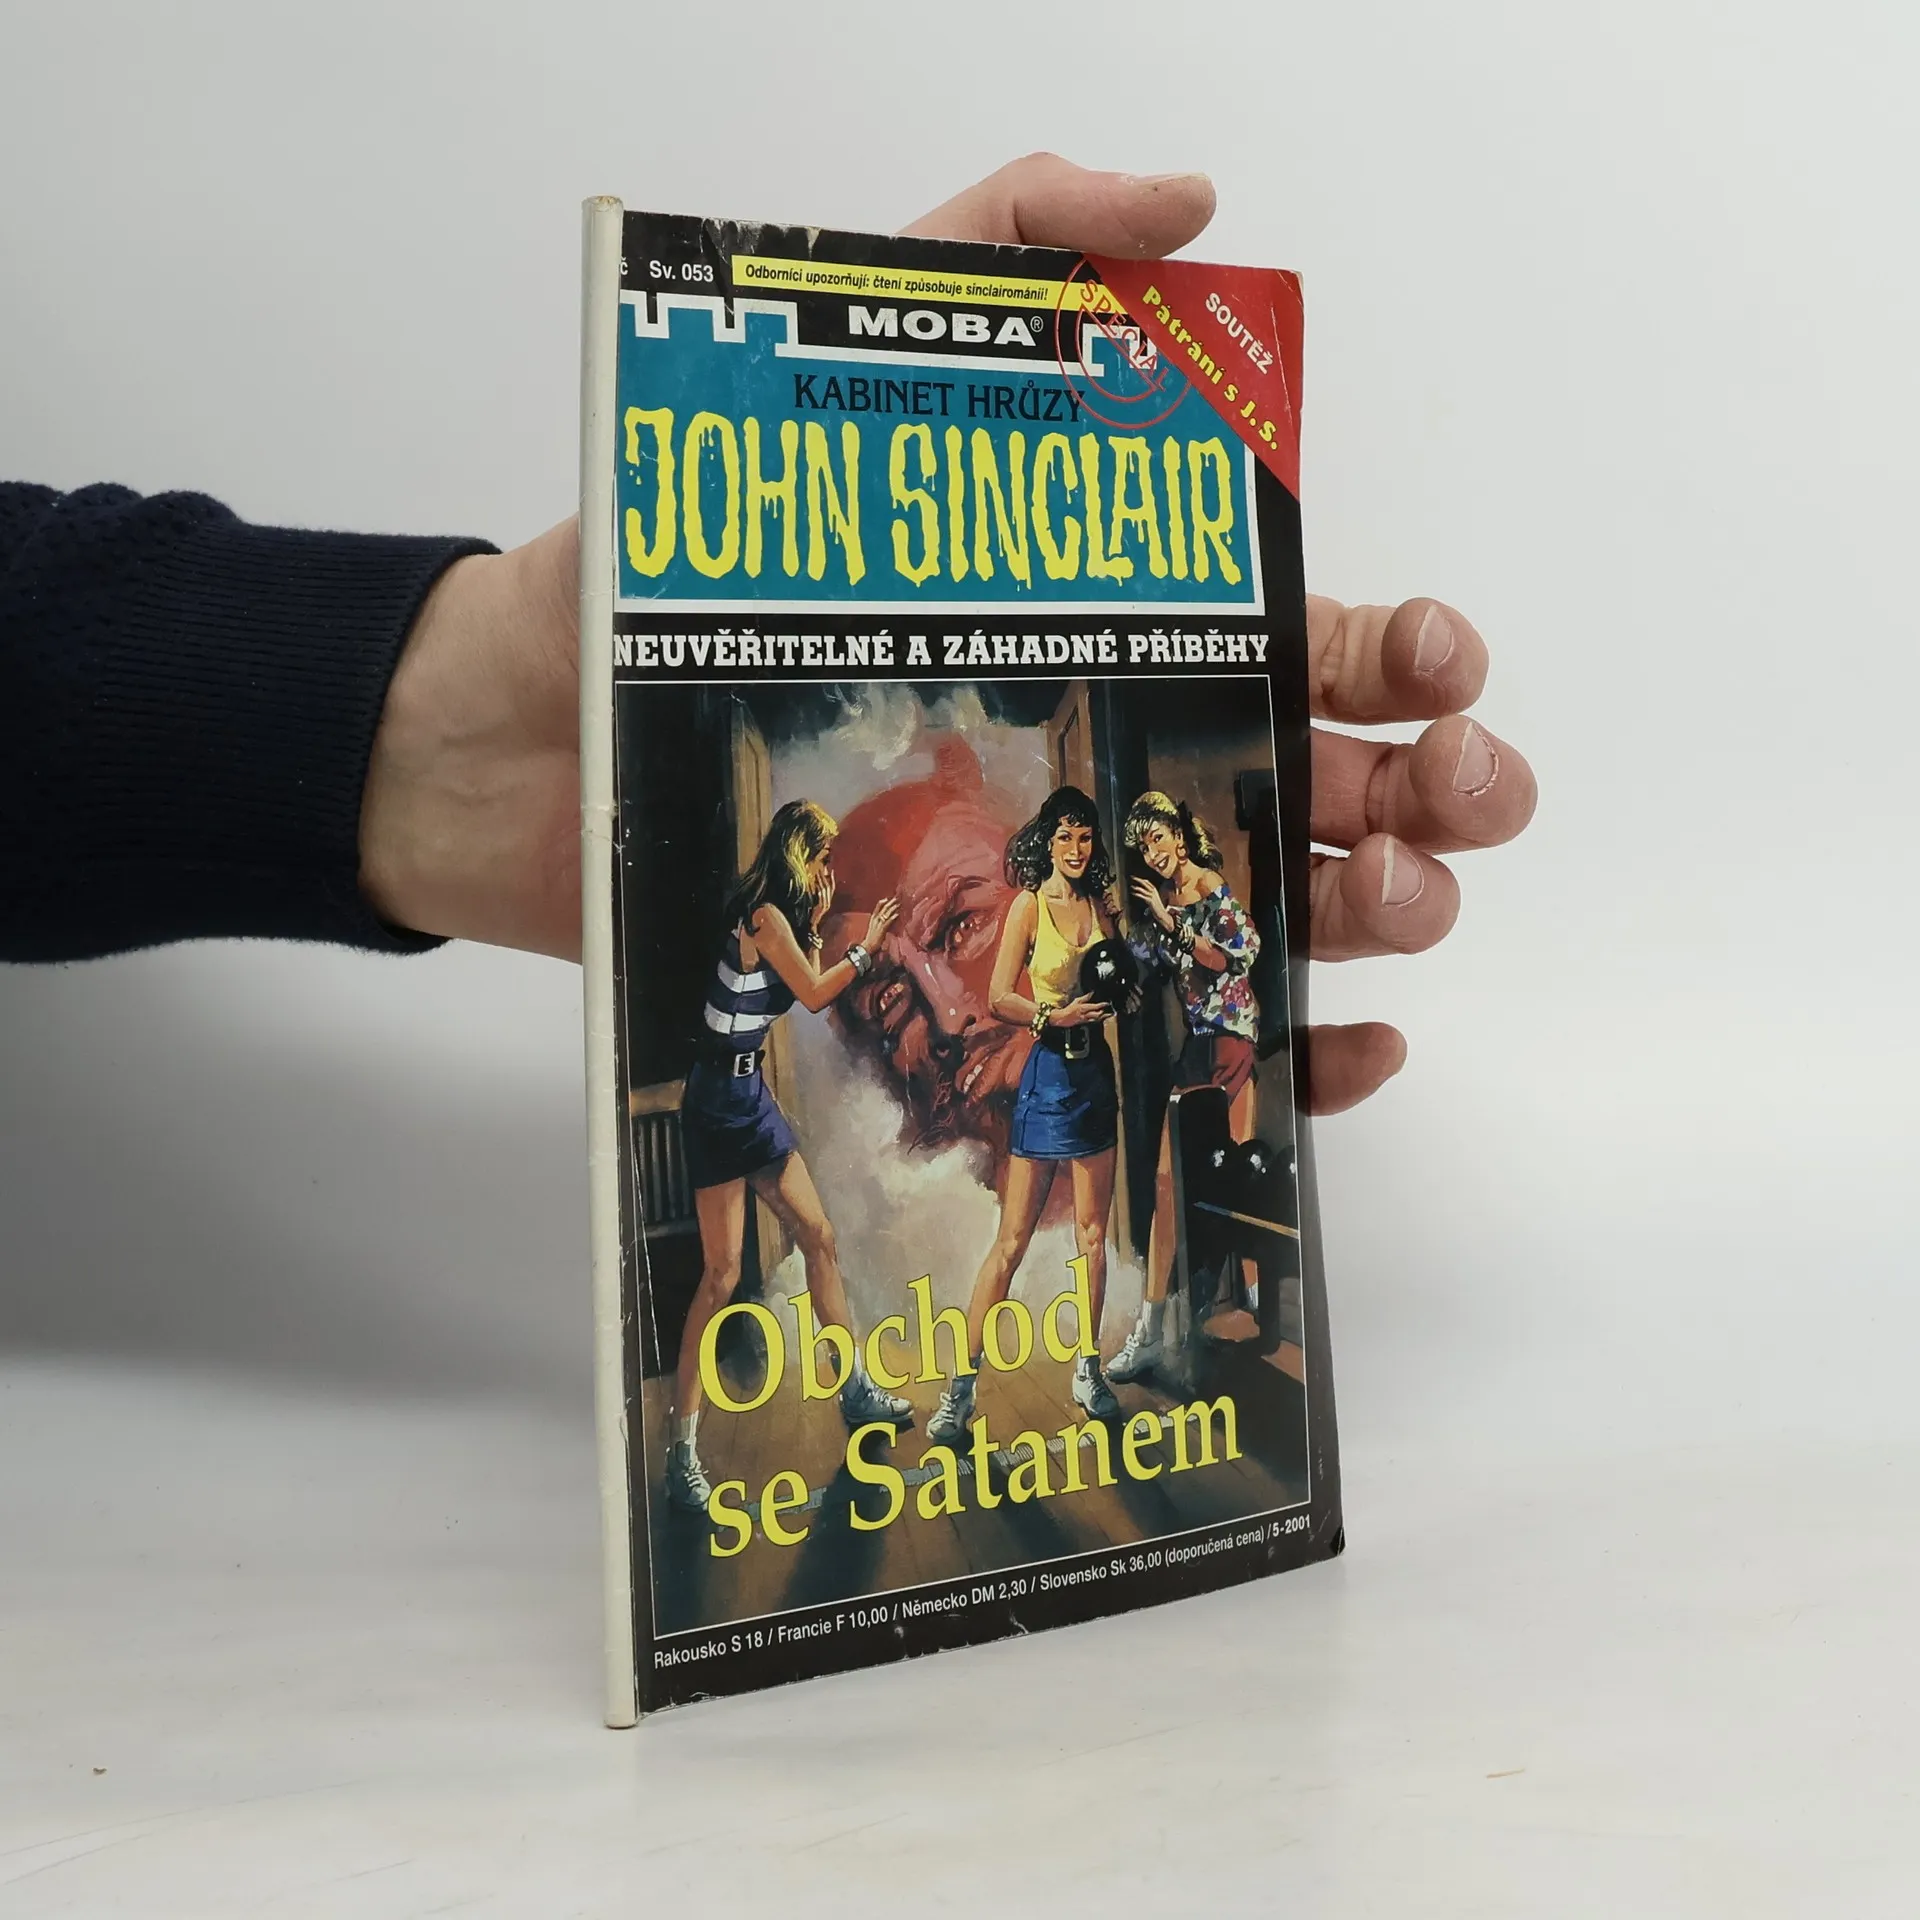 č Sv. 053
Odborníci upozorňují: čtení způsobuje sinclairománii!
SPECIAL
SOUTĚŽ
Pátrání s J.S.
MOBA®
KABINET HRŮZY
JOHN SINCLAIR
NEUVĚŘITELNÉ A ZÁHADNÉ PŘÍBĚHY
Obchod
se Satanem
Rakousko S 18 / Francie F 10,00 / Německo DM 2,30 / Slovensko Sk 36,00 (doporučená cena) / 5-2001